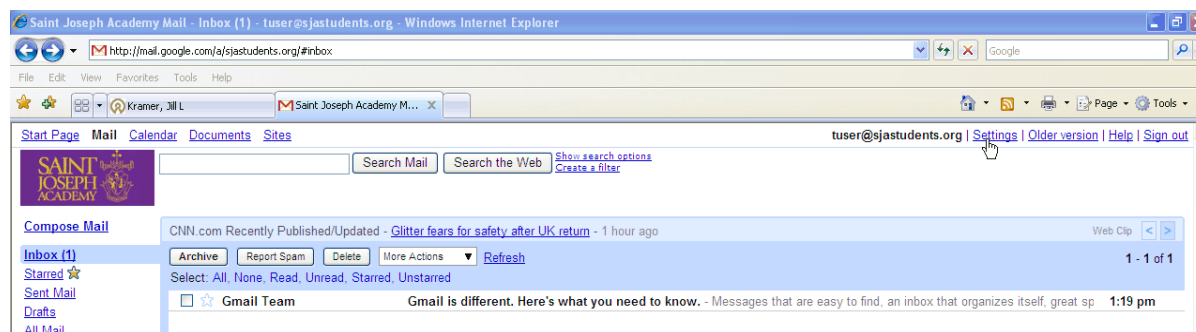 Saint Joseph Academy Mail - Inbox (1) - tuser@sjastudents.org - Windows Internet Explorer
http://mail.google.com/a/sjastudents.org/#inbox Google
File Edit View Favorites Tools Help
Kramer, Jill L Saint Joseph Academy M... X Page Tools
Start Page Mail Calendar Documents Sites tuser@sjastudents.org | Settings | Older version | Help | Sign out
SAINT JOSEPH ACADEMY
Search Mail Search the Web Show search options
Create a filter
Compose Mail
CNN.com Recently Published/Updated - Glitter fears for safety after UK return - 1 hour ago Web Clip < >
Inbox (1)
Starred
Sent Mail
Drafts
All Mail
Archive Report Spam Delete More Actions Refresh 1 - 1 of 1
Select: All, None, Read, Unread, Starred, Unstarred
Gmail Team Gmail is different. Here's what you need to know. - Messages that are easy to find, an inbox that organizes itself, great sp 1:19 pm